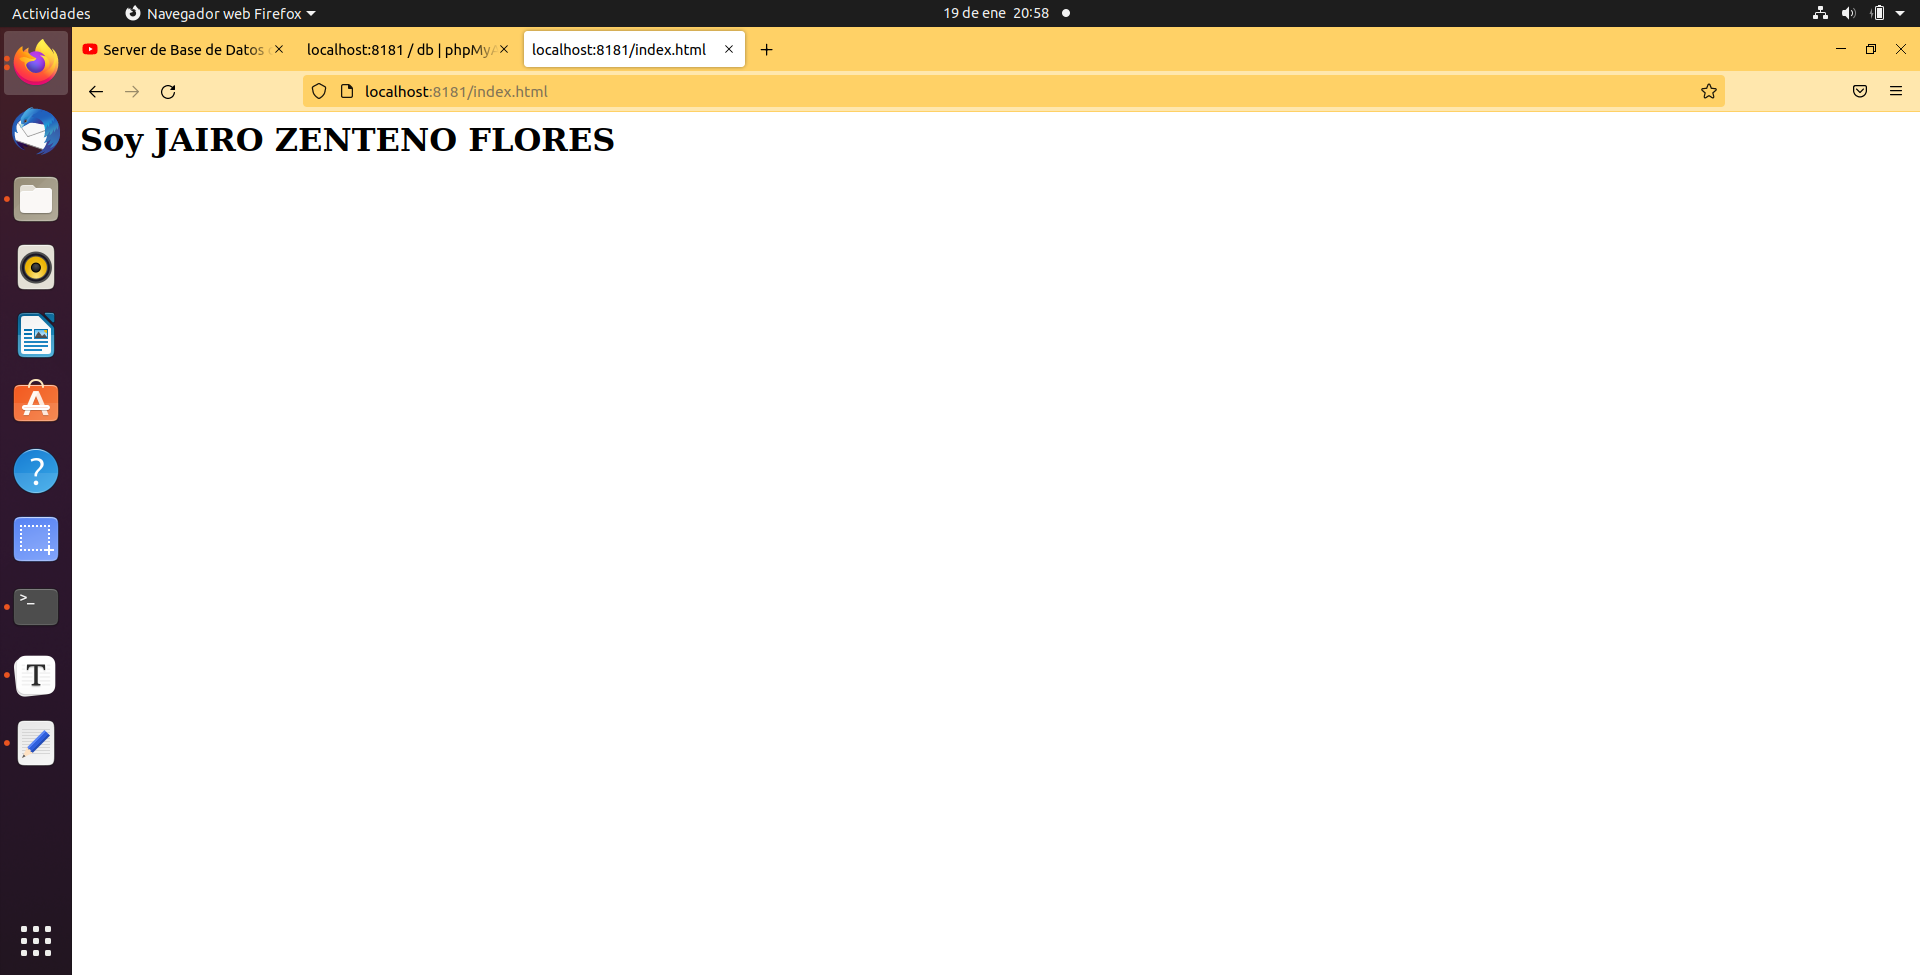 Actividades
Navegador web Firefox
19 de ene 20:58
Server de Base de Datos
localhost:8181 / db | phpMyA
localhost:8181/index.html
localhost:8181/index.html
Soy JAIRO ZENTENO FLORES